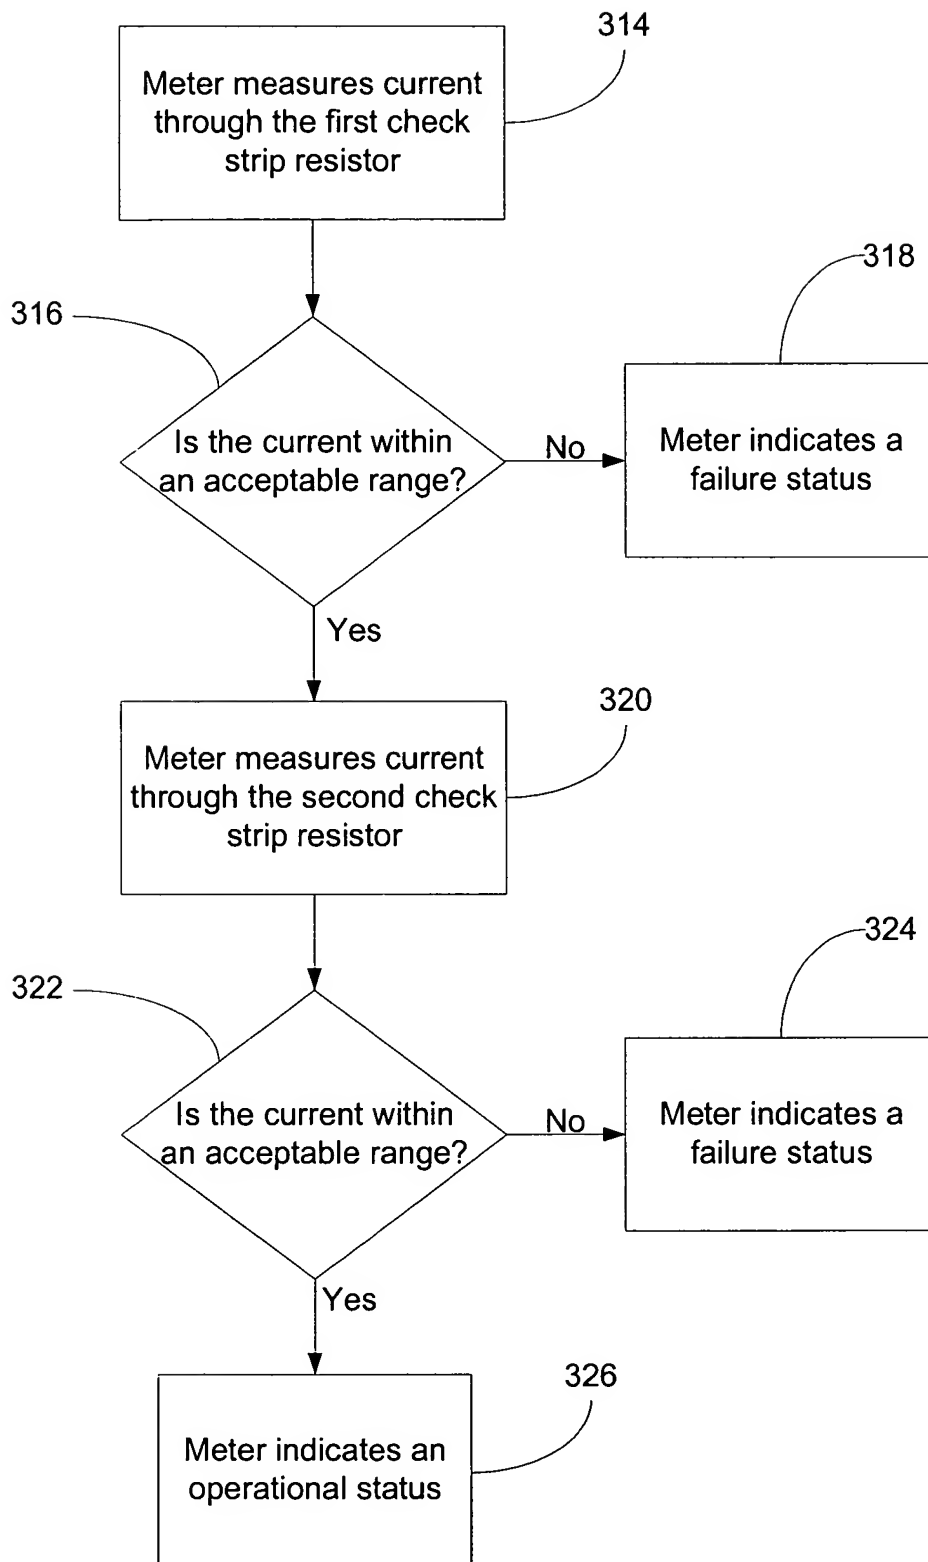 314
Meter measures current
through the first check
strip resistor
318
316
Is the current within
an acceptable range?
No
Meter indicates a
failure status
Yes
320
Meter measures current
through the second check
strip resistor
324
322
Is the current within
an acceptable range?
No
Meter indicates a
failure status
Yes
326
Meter indicates an
operational status